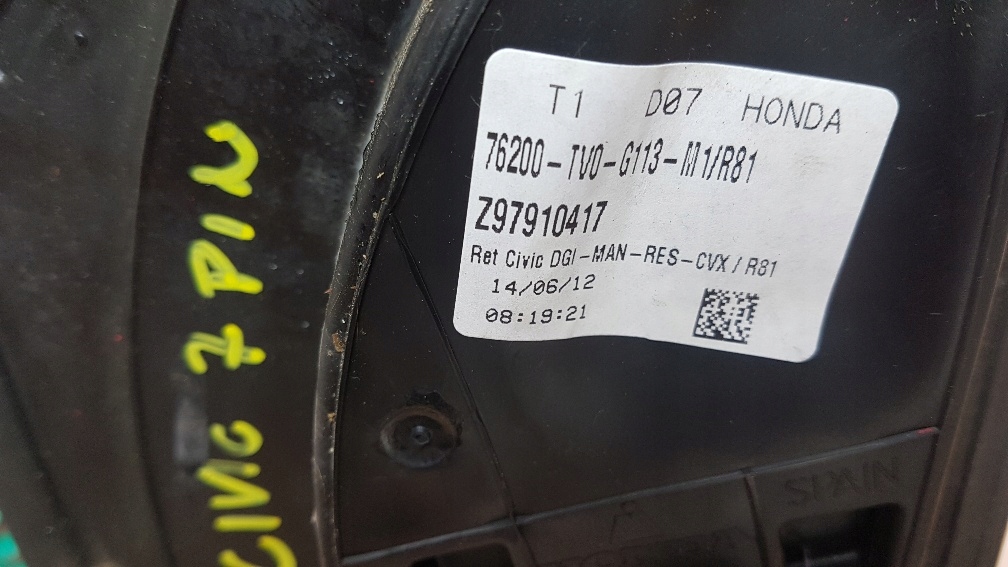 T1 D07 HONDA
76200-TV0-G113-M1/R81
Z97910417
Ret Civic DGI-MAN-RES-CVX / R81
14/06/12
08:19:21
CIVIC 7 PIN